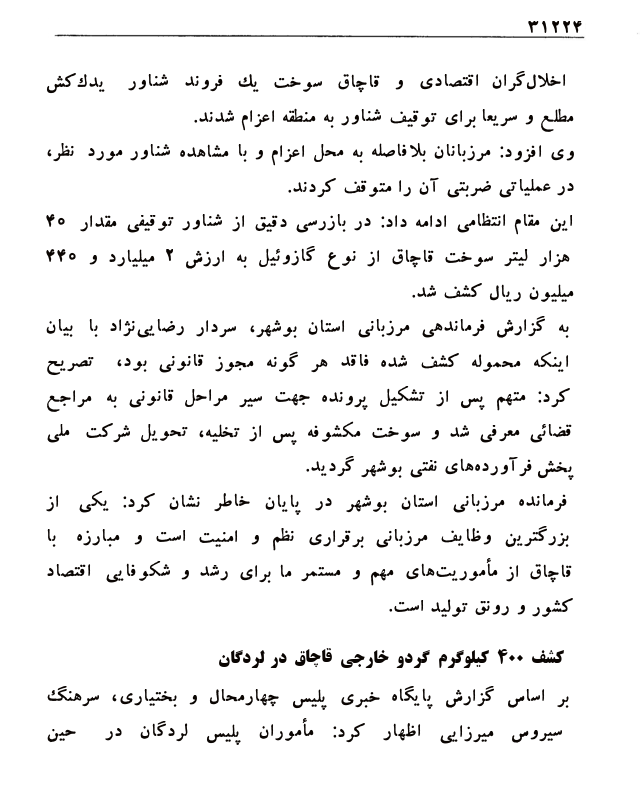 ۳۱۲۲۴
اخلال‌گران اقتصادی و قاچاق سوخت یك فروند شناور یدك‌کش
مطلع و سریعا برای توقیف شناور به منطقه اعزام شدند.
وی افزود: مرزبانان بلافاصله به محل اعزام و با مشاهده شناور مورد نظر،
در عملیاتی ضربتی آن را متوقف کردند.
این مقام انتظامی ادامه داد: در بازرسی دقیق از شناور توقیفی مقدار ۴۰
هزار لیتر سوخت قاچاق از نوع گازوئیل به ارزش ۲ میلیارد و ۴۴۰
میلیون ریال کشف شد.
به گزارش فرماندهی مرزبانی استان بوشهر، سردار رضایی‌نژاد با بیان
اینکه محموله کشف شده فاقد هر گونه مجوز قانونی بود، تصریح
کرد: متهم پس از تشکیل پرونده جهت سیر مراحل قانونی به مراجع
قضائی معرفی شد و سوخت مکشوفه پس از تخلیه، تحویل شرکت ملی
پخش فرآورده‌های نفتی بوشهر گردید.
فرمانده مرزبانی استان بوشهر در پایان خاطر نشان کرد: یکی از
بزرگترین وظایف مرزبانی برقراری نظم و امنیت است و مبارزه با
قاچاق از مأموریت‌های مهم و مستمر ما برای رشد و شکوفایی اقتصاد
کشور و رونق تولید است.
کشف ۴۰۰ کیلوگرم گردو خارجی قاچاق در لردگان
بر اساس گزارش پایگاه خبری پلیس چهارمحال و بختیاری، سرهنگ
سیروس میرزایی اظهار کرد: مأموران پلیس لردگان در حین